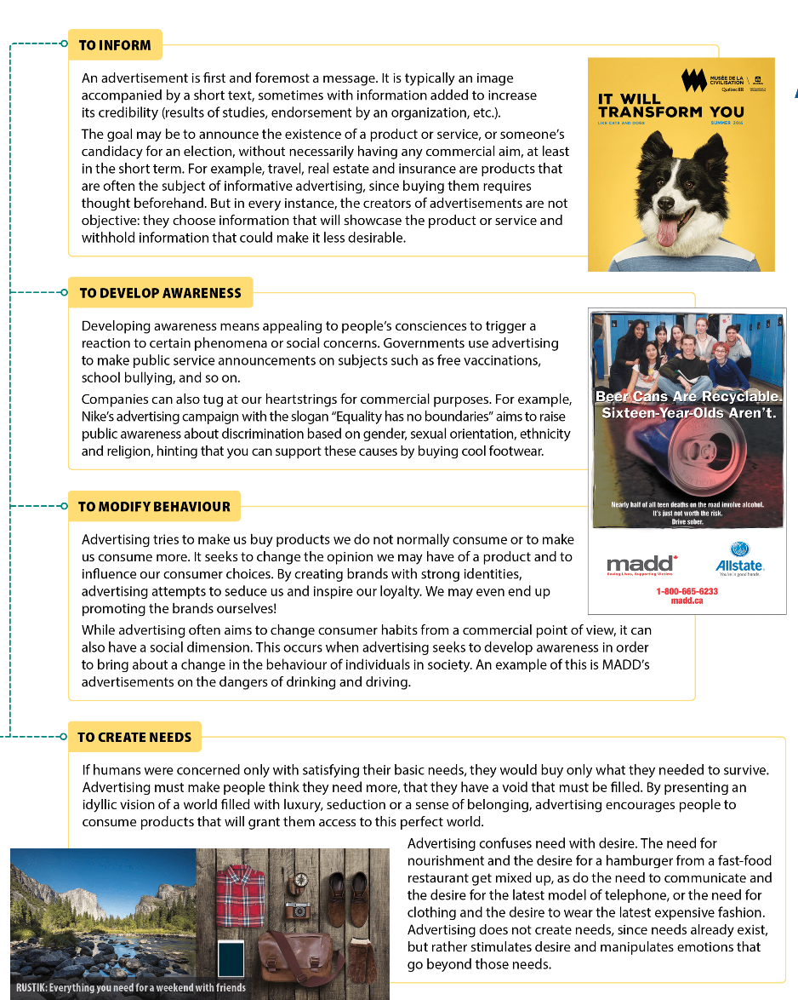 TO INFORM
An advertisement is first and foremost a message. It is typically an image
accompanied by a short text, sometimes with information added to increase
its credibility (results of studies, endorsement by an organization, etc.).
The goal may be to announce the existence of a product or service, or someone's
candidacy for an election, without necessarily having any commercial aim, at least
in the short term. For example, travel, real estate and insurance are products that
are often the subject of informative advertising, since buying them requires
thought beforehand. But in every instance, the creators of advertisements are not
objective: they choose information that will showcase the product or service and
withhold information that could make it less desirable.
MUSÉE DE LA
CIVILISATION
Québec
IT WILL
TRANSFORM YOU
LIKE CATS AND DOGS
SUMMER 2016
TO DEVELOP AWARENESS
Developing awareness means appealing to people's consciences to trigger a
reaction to certain phenomena or social concerns. Governments use advertising
to make public service announcements on subjects such as free vaccinations,
school bullying, and so on.
Companies can also tug at our heartstrings for commercial purposes. For example,
Nike's advertising campaign with the slogan “Equality has no boundaries” aims to raise
public awareness about discrimination based on gender, sexual orientation, ethnicity
and religion, hinting that you can support these causes by buying cool footwear.
Beer Cans Are Recyclable.
Sixteen-Year-Olds Aren't.
Nearly half of all teen deaths on the road involve alcohol.
It's just not worth the risk.
Drive sober.
madd
Saving Lives, Supporting Victims
Allstate
You're in good hands.
1-800-665-6233
madd.ca
TO MODIFY BEHAVIOUR
Advertising tries to make us buy products we do not normally consume or to make
us consume more. It seeks to change the opinion we may have of a product and to
influence our consumer choices. By creating brands with strong identities,
advertising attempts to seduce us and inspire our loyalty. We may even end up
promoting the brands ourselves!
While advertising often aims to change consumer habits from a commercial point of view, it can
also have a social dimension. This occurs when advertising seeks to develop awareness in order
to bring about a change in the behaviour of individuals in society. An example of this is MADD's
advertisements on the dangers of drinking and driving.
TO CREATE NEEDS
If humans were concerned only with satisfying their basic needs, they would buy only what they needed to survive.
Advertising must make people think they need more, that they have a void that must be filled. By presenting an
idyllic vision of a world filled with luxury, seduction or a sense of belonging, advertising encourages people to
consume products that will grant them access to this perfect world.
Advertising confuses need with desire. The need for
nourishment and the desire for a hamburger from a fast-food
restaurant get mixed up, as do the need to communicate and
the desire for the latest model of telephone, or the need for
clothing and the desire to wear the latest expensive fashion.
Advertising does not create needs, since needs already exist,
but rather stimulates desire and manipulates emotions that
go beyond those needs.
RUSTIK: Everything you need for a weekend with friends